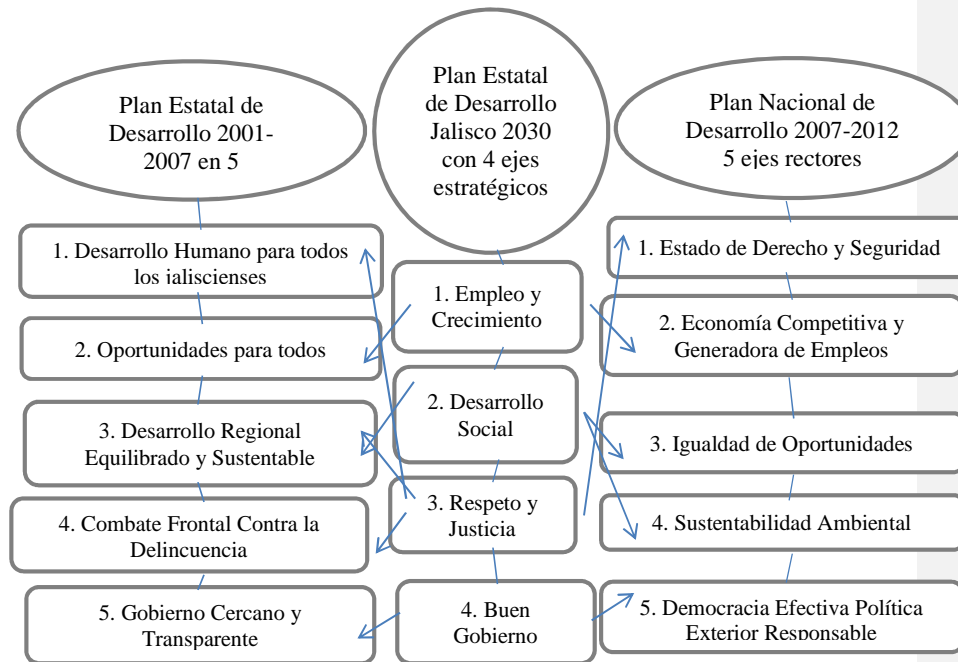 Plan Estatal de
Desarrollo 2001-
2007 en 5
1. Desarrollo Humano para todos
los jaliscienses
2. Oportunidades para todos
3. Desarrollo Regional
Equilibrado y Sustentable
4. Combate Frontal Contra la
Delincuencia
5. Gobierno Cercano y
Transparente
Plan Estatal
de Desarrollo
Jalisco 2030
con 4 ejes
estratégicos
1. Empleo y
Crecimiento
2. Desarrollo
Social
3. Respeto y
Justicia
4. Buen
Gobierno
Plan Nacional de
Desarrollo 2007-2012
5 ejes rectores
1. Estado de Derecho y Seguridad
2. Economía Competitiva y
Generadora de Empleos
3. Igualdad de Oportunidades
4. Sustentabilidad Ambiental
5. Democracia Efectiva Política
Exterior Responsable